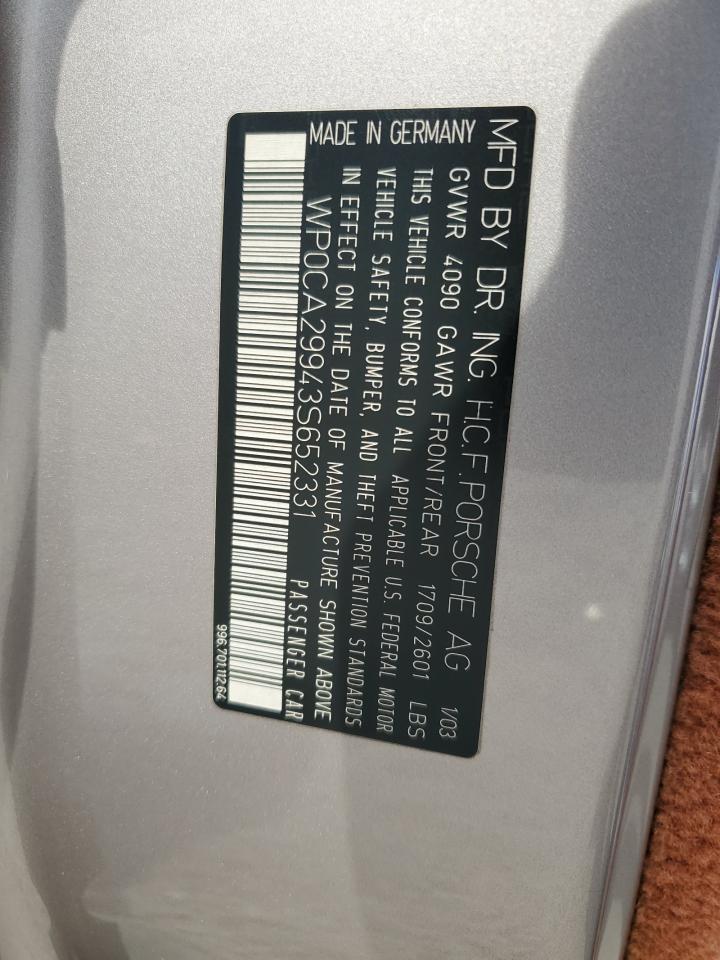 MFD BY DR. ING. H.C.F.PORSCHE AG 1/03
GVWR 4090 GAWR FRONT/REAR 1709/2601 LBS
THIS VEHICLE CONFORMS TO ALL APPLICABLE U.S. FEDERAL MOTOR
VEHICLE SAFETY, BUMPER, AND THEFT PREVENTION STANDARDS
IN EFFECT ON THE DATE OF MANUFACTURE SHOWN ABOVE
MADE IN GERMANY WP0CA29943S652331 PASSENGER CAR
996.701.112.64